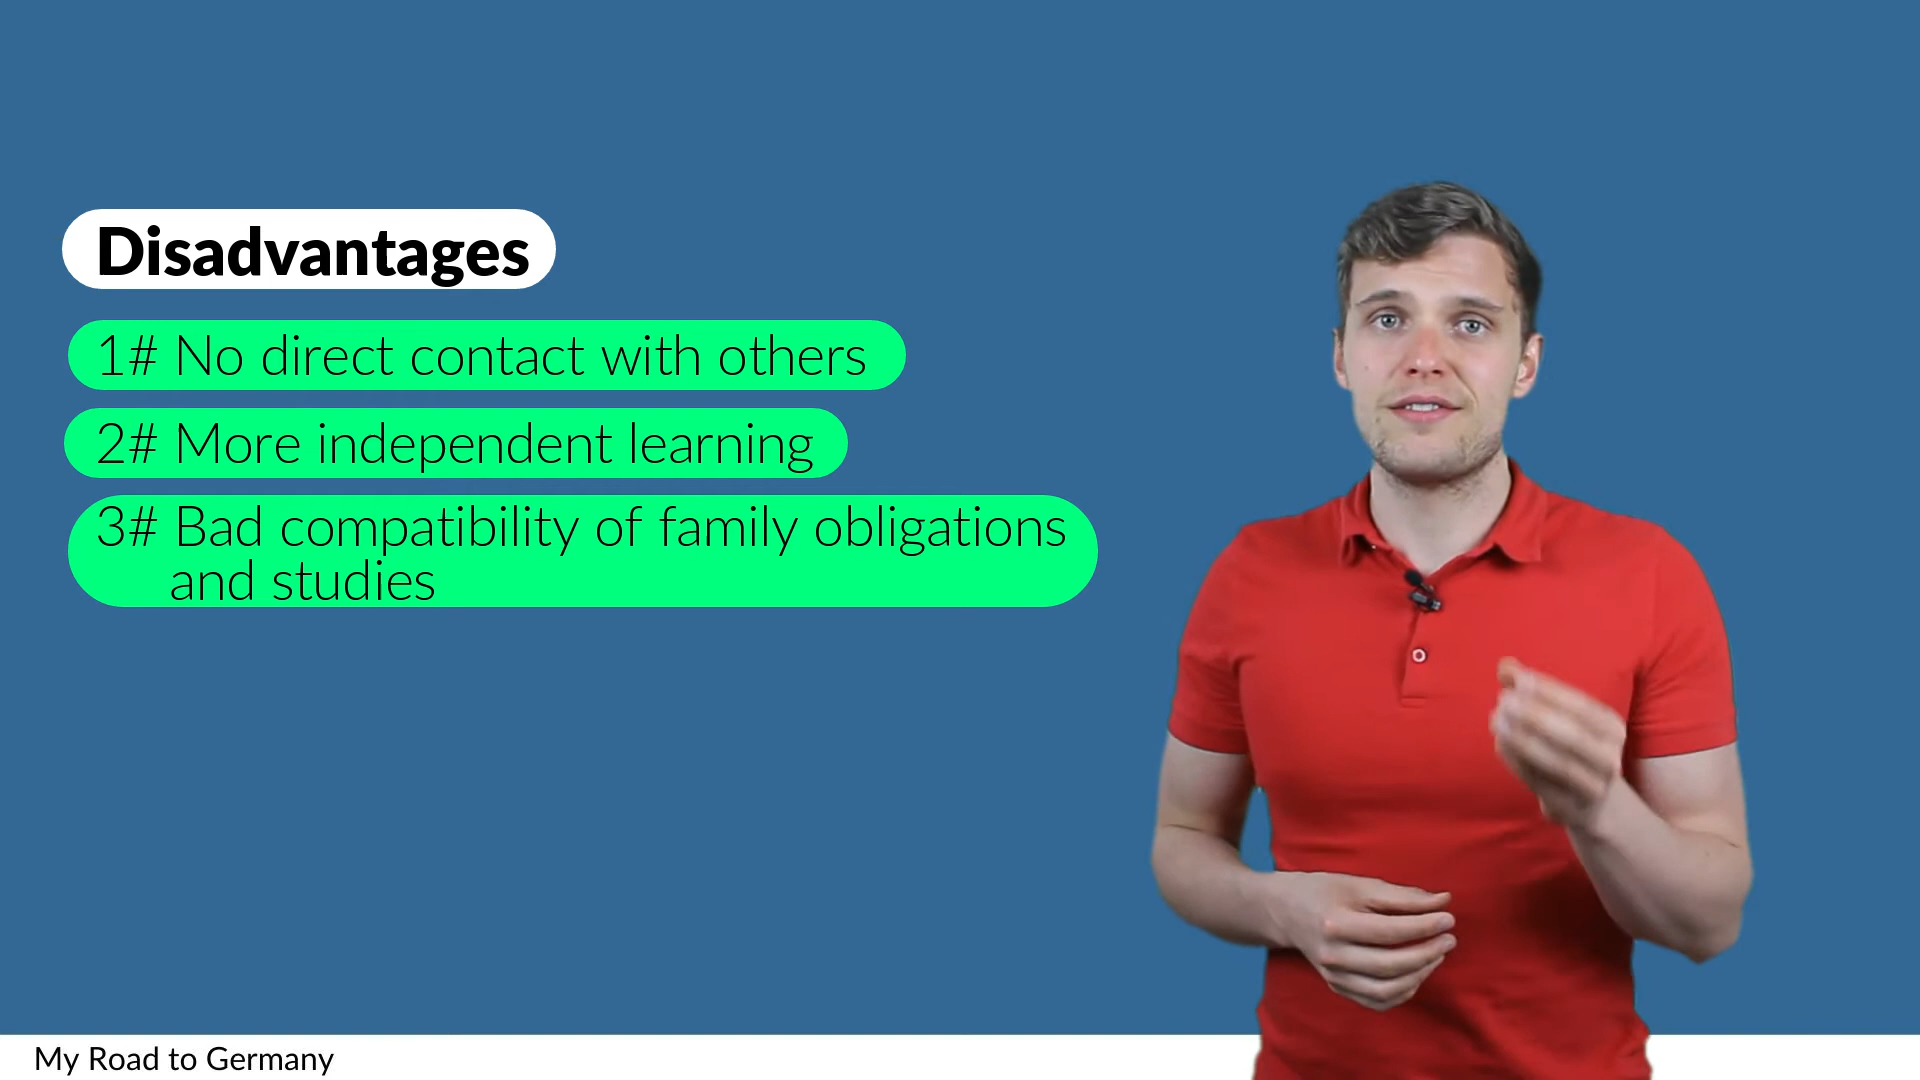 Disadvantages
1# No direct contact with others
2# More independent learning
3# Bad compatibility of family obligations
and studies
My Road to Germany